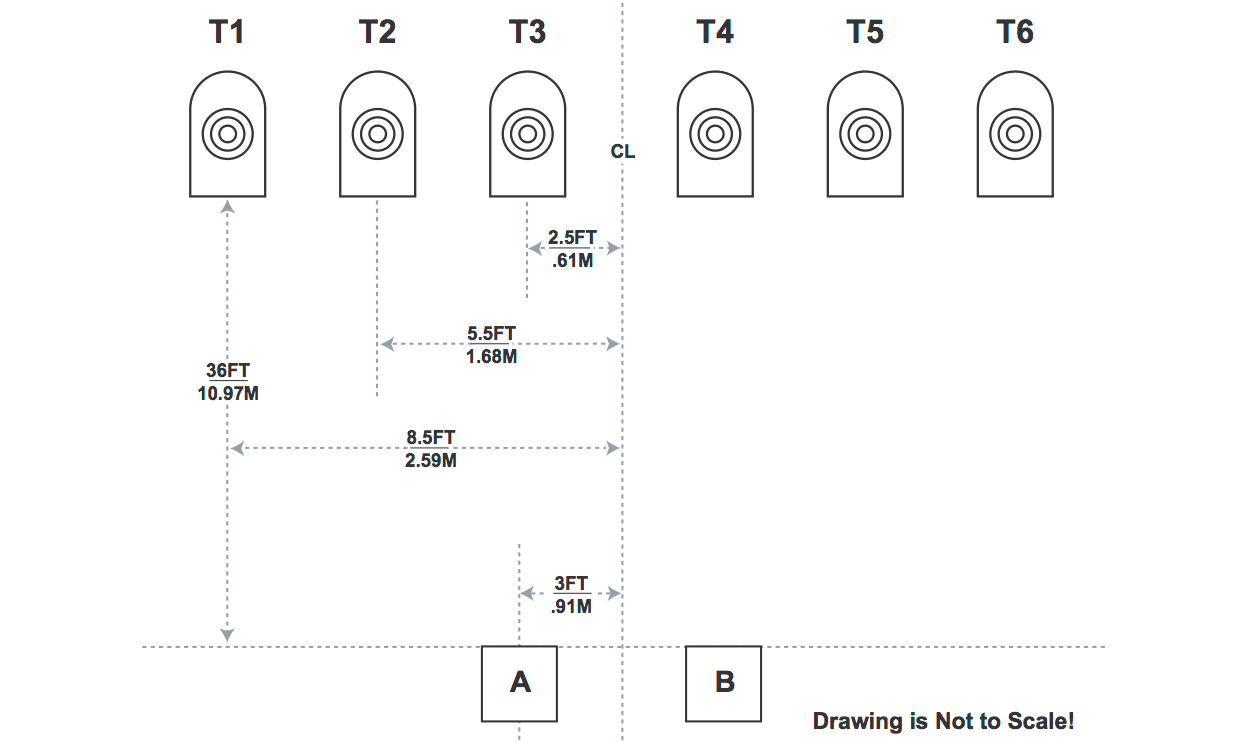 T1 T2 T3 T4 T5 T6
CL
2.5FT
.61M
5.5FT
1.68M
36FT
10.97M
8.5FT
2.59M
3FT
.91M
A B
Drawing is Not to Scale!